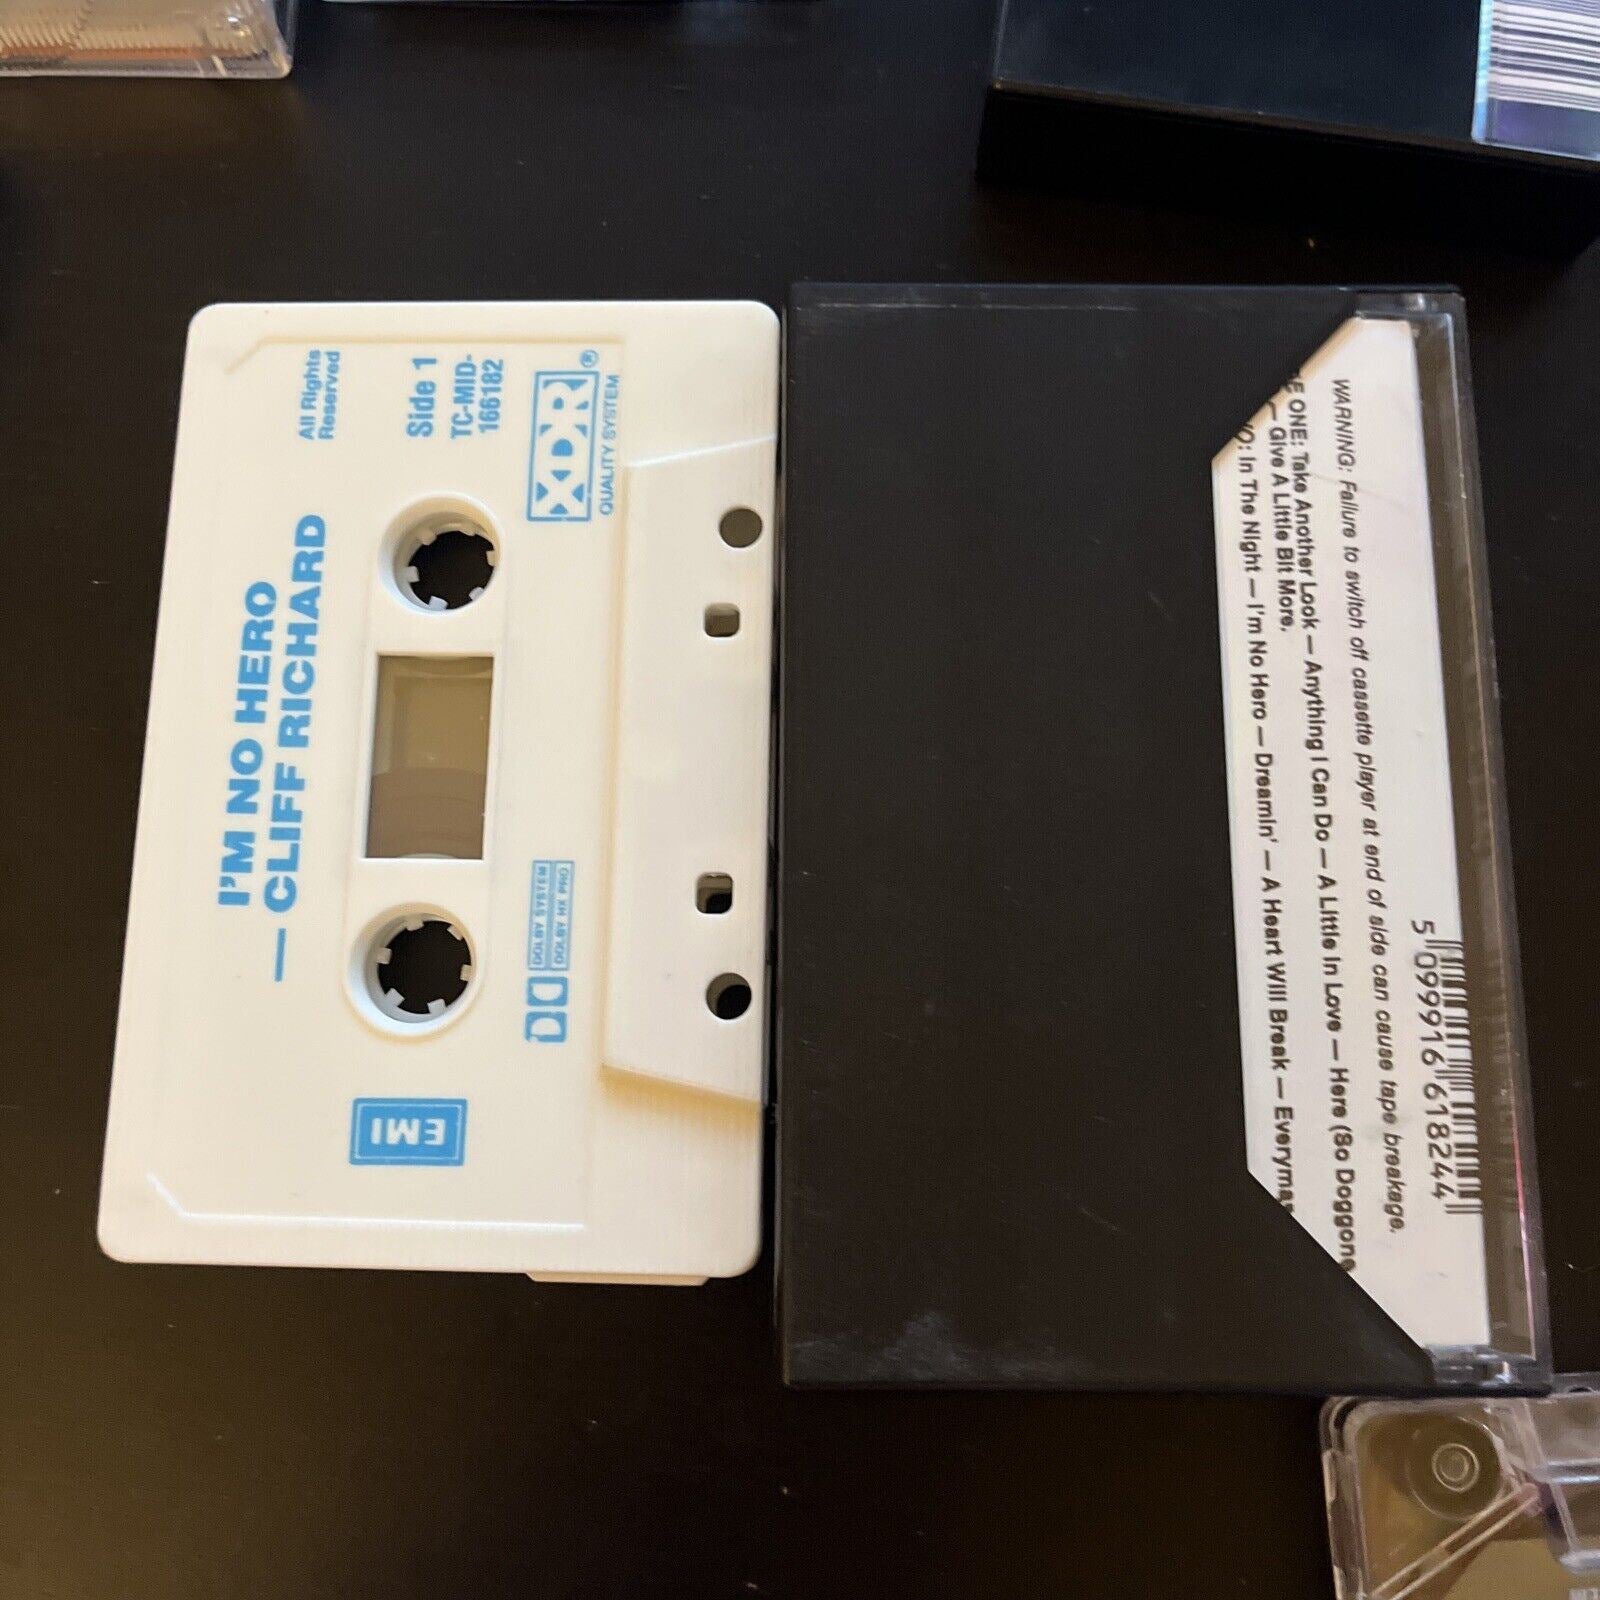 I'M NO HERO
— CLIFF RICHARD
All Rights
Reserved
Side 1
TC-MID-
166182
XDR®
QUALITY SYSTEM
DOLBY SYSTEM
DOLBY HX PRO
EMI
5 099916 618244
WARNING: Failure to switch off cassette player at end of side can cause tape breakage.
ONE: Take Another Look — Anything I Can Do — A Little In Love — Here (So Doggone
— Give A Little Bit More.
In The Night — I'm No Hero — Dreamin' — A Heart Will Break —